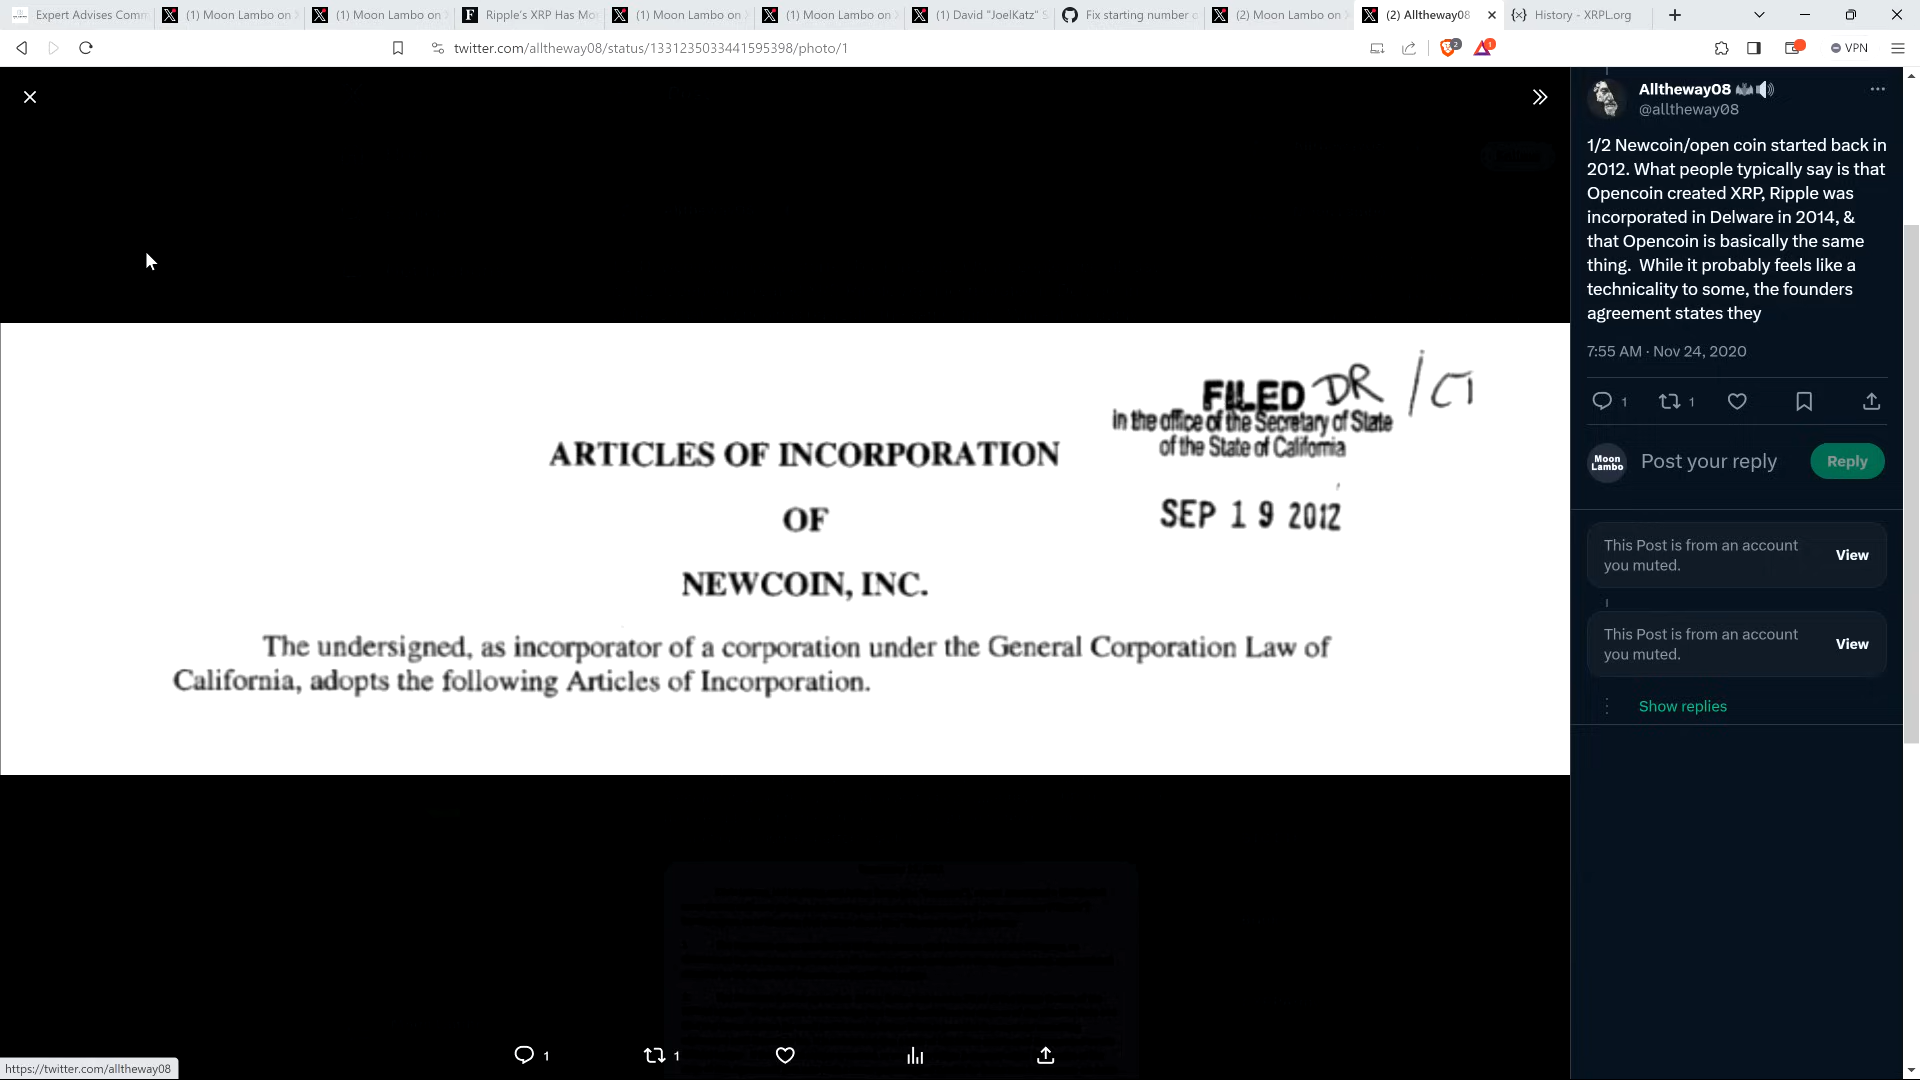 Expert Advises Comm
(1) Moon Lambo on X
(1) Moon Lambo on X
Ripple's XRP Has Mo
(1) Moon Lambo on X
(1) Moon Lambo on X
(1) David "JoelKatz" S
Fix starting number o
(2) Moon Lambo on X
(2) Alltheway08
History - XRPL.org
twitter.com/alltheway08/status/1331235033441595398/photo/1
2
1
VPN
FILED DR
in the office of the Secretary of State
of the State of California
SEP 19 2012
ARTICLES OF INCORPORATION
OF
NEWCOIN, INC.
The undersigned, as incorporator of a corporation under the General Corporation Law of
California, adopts the following Articles of Incorporation.
1
1
https://twitter.com/alltheway08
Alltheway08
@alltheway08
1/2 Newcoin/open coin started back in
2012. What people typically say is that
Opencoin created XRP, Ripple was
incorporated in Delware in 2014, &
that Opencoin is basically the same
thing. While it probably feels like a
technicality to some, the founders
agreement states they
7:55 AM · Nov 24, 2020
1
1
Moon
Lambo
Post your reply
Reply
This Post is from an account
you muted.
View
This Post is from an account
you muted.
View
Show replies